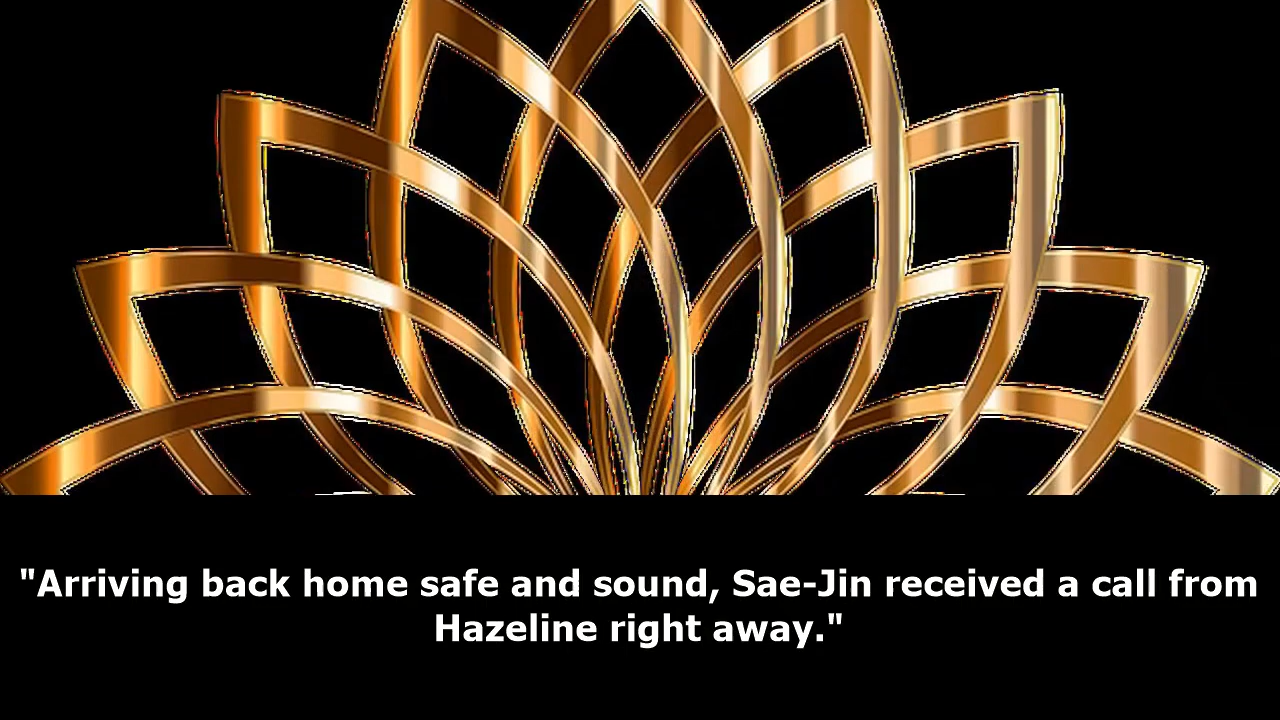 "Arriving back home safe and sound, Sae-Jin received a call from
Hazeline right away."